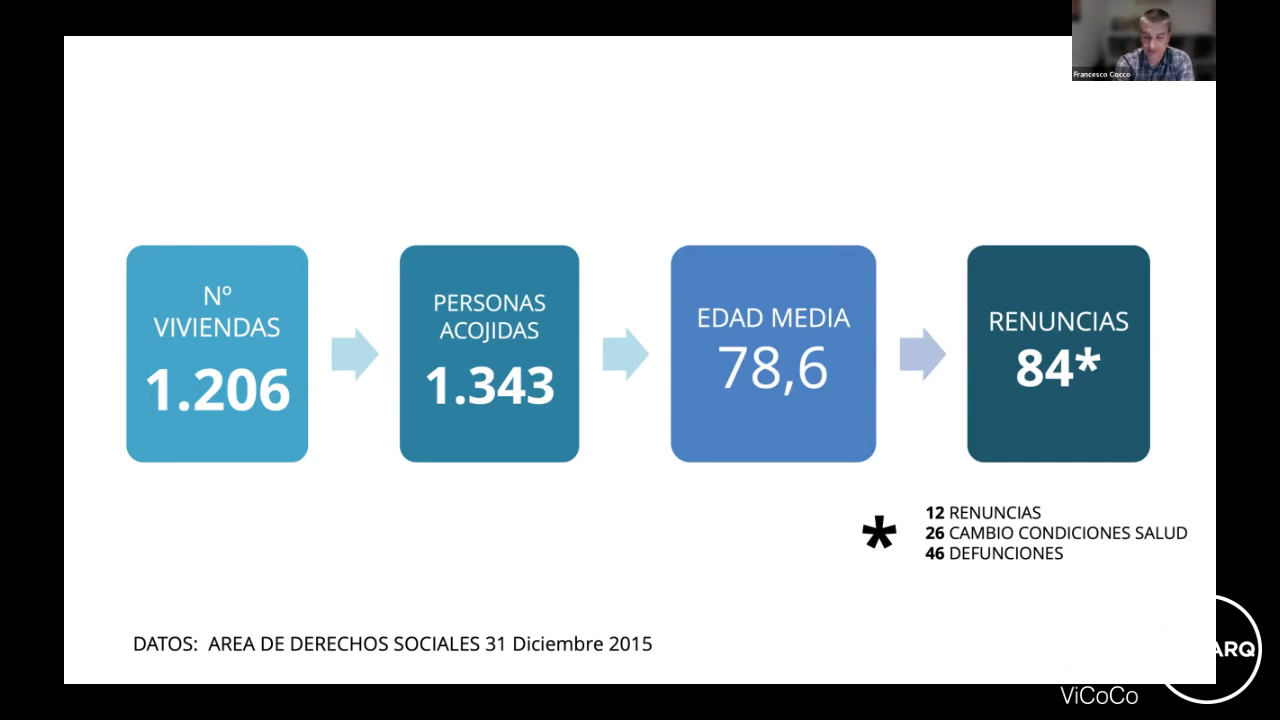 Francesco Cocco
Nº
VIVIENDAS
1.206
PERSONAS
ACOJIDAS
1.343
EDAD MEDIA
78,6
RENUNCIAS
84*
* 12 RENUNCIAS
26 CAMBIO CONDICIONES SALUD
46 DEFUNCIONES
DATOS: AREA DE DERECHOS SOCIALES 31 Diciembre 2015
ARQ
ViCoCo